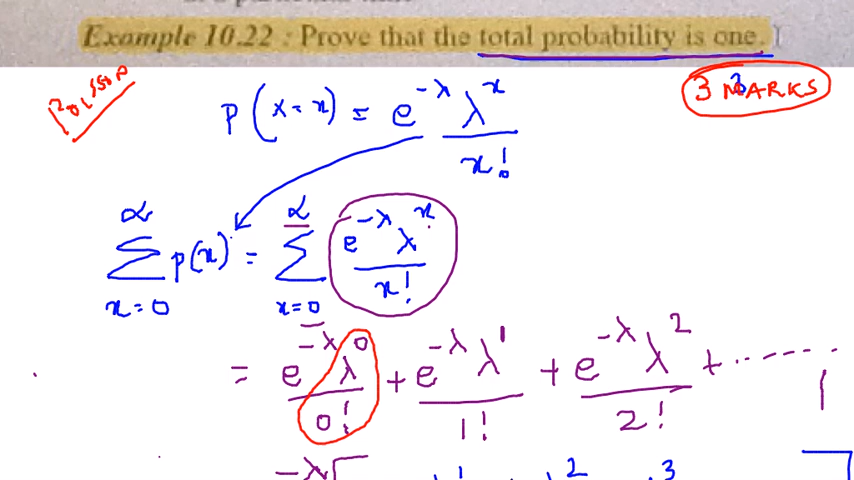 Example 10.22 : Prove that the total probability is one.
Poisson
3 MARKS
P(X=x) = e^-λ λ^x / x!
∑ x=0 ∝ p(x) = ∑ x=0 ∝ e^-λ λ^x / x!
= e^-λ λ^0 / 0! + e^-λ λ^1 / 1! + e^-λ λ^2 / 2! + ......